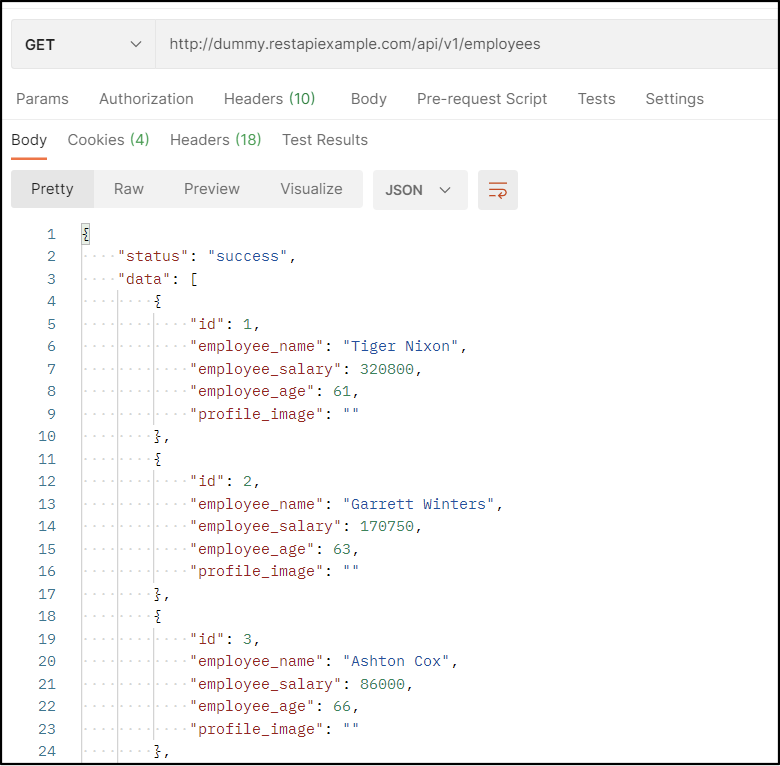 GET http://dummy.restapiexample.com/api/v1/employees
Params Authorization Headers (10) Body Pre-request Script Tests Settings
Body Cookies (4) Headers (18) Test Results
Pretty Raw Preview Visualize JSON
1 {
2 "status": "success",
3 "data": [
4 {
5 "id": 1,
6 "employee_name": "Tiger Nixon",
7 "employee_salary": 320800,
8 "employee_age": 61,
9 "profile_image": ""
10 },
11 {
12 "id": 2,
13 "employee_name": "Garrett Winters",
14 "employee_salary": 170750,
15 "employee_age": 63,
16 "profile_image": ""
17 },
18 {
19 "id": 3,
20 "employee_name": "Ashton Cox",
21 "employee_salary": 86000,
22 "employee_age": 66,
23 "profile_image": ""
24 },